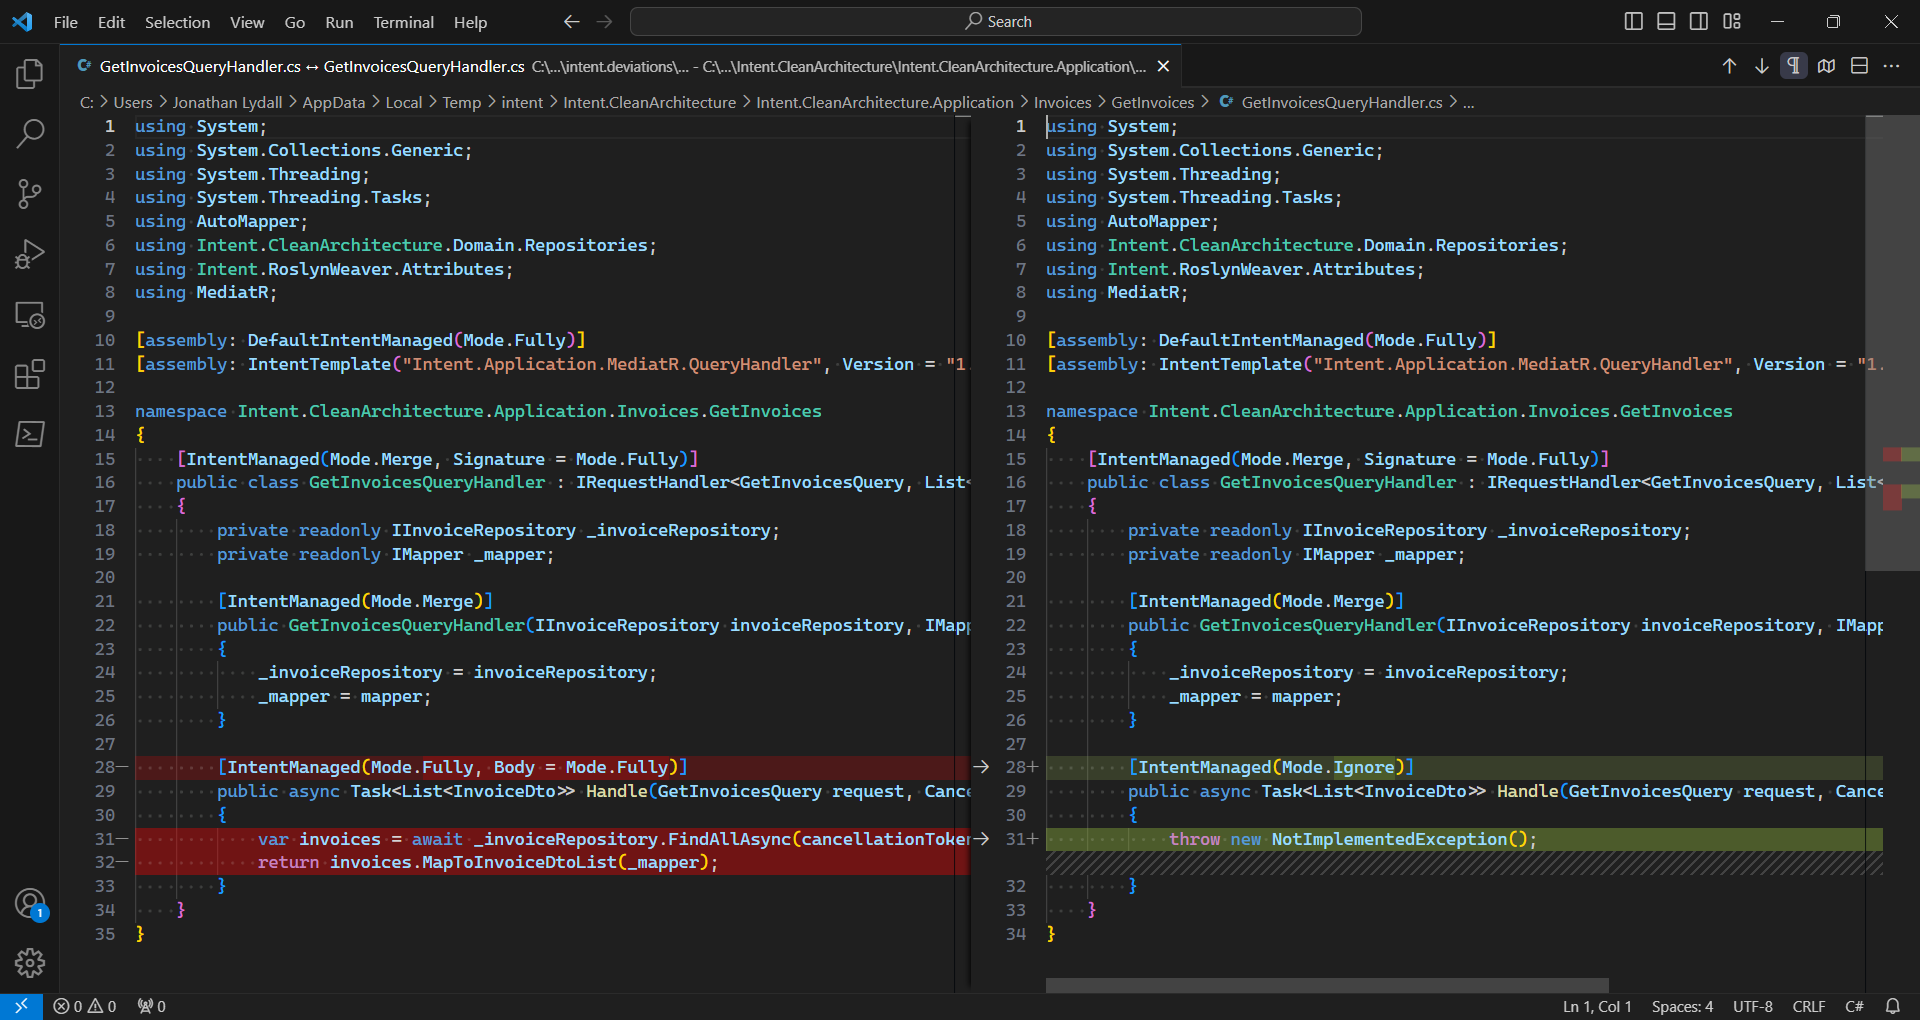 File Edit Selection View Go Run Terminal Help
Search
GetInvoicesQueryHandler.cs ↔ GetInvoicesQueryHandler.cs C:\...\intent.deviations\... - C:\...\Intent.CleanArchitecture\Intent.CleanArchitecture.Application\...
C: > Users > Jonathan Lydall > AppData > Local > Temp > intent > Intent.CleanArchitecture > Intent.CleanArchitecture.Application > Invoices > GetInvoices > GetInvoicesQueryHandler.cs > ...
1 using System;
2 using System.Collections.Generic;
3 using System.Threading;
4 using System.Threading.Tasks;
5 using AutoMapper;
6 using Intent.CleanArchitecture.Domain.Repositories;
7 using Intent.RoslynWeaver.Attributes;
8 using MediatR;
9
10 [assembly: DefaultIntentManaged(Mode.Fully)]
11 [assembly: IntentTemplate("Intent.Application.MediatR.QueryHandler", Version = "1.
12
13 namespace Intent.CleanArchitecture.Application.Invoices.GetInvoices
14 {
15 [IntentManaged(Mode.Merge, Signature = Mode.Fully)]
16 public class GetInvoicesQueryHandler : IRequestHandler<GetInvoicesQuery, List<
17 {
18 private readonly IInvoiceRepository _invoiceRepository;
19 private readonly IMapper _mapper;
20
21 [IntentManaged(Mode.Merge)]
22 public GetInvoicesQueryHandler(IInvoiceRepository invoiceRepository, IMapp
23 {
24 _invoiceRepository = invoiceRepository;
25 _mapper = mapper;
26 }
27
28— [IntentManaged(Mode.Fully, Body = Mode.Fully)]
29 public async Task<List<InvoiceDto>> Handle(GetInvoicesQuery request, Cance
30 {
31— var invoices = await _invoiceRepository.FindAllAsync(cancellationToken
32— return invoices.MapToInvoiceDtoList(_mapper);
33 }
34 }
35 }
1 using System;
2 using System.Collections.Generic;
3 using System.Threading;
4 using System.Threading.Tasks;
5 using AutoMapper;
6 using Intent.CleanArchitecture.Domain.Repositories;
7 using Intent.RoslynWeaver.Attributes;
8 using MediatR;
9
10 [assembly: DefaultIntentManaged(Mode.Fully)]
11 [assembly: IntentTemplate("Intent.Application.MediatR.QueryHandler", Version = "1.
12
13 namespace Intent.CleanArchitecture.Application.Invoices.GetInvoices
14 {
15 [IntentManaged(Mode.Merge, Signature = Mode.Fully)]
16 public class GetInvoicesQueryHandler : IRequestHandler<GetInvoicesQuery, List<
17 {
18 private readonly IInvoiceRepository _invoiceRepository;
19 private readonly IMapper _mapper;
20
21 [IntentManaged(Mode.Merge)]
22 public GetInvoicesQueryHandler(IInvoiceRepository invoiceRepository, IMapp
23 {
24 _invoiceRepository = invoiceRepository;
25 _mapper = mapper;
26 }
27
28+ [IntentManaged(Mode.Ignore)]
29 public async Task<List<InvoiceDto>> Handle(GetInvoicesQuery request, Cance
30 {
31+ throw new NotImplementedException();
32 }
33 }
34 }
1
0 0 0
Ln 1, Col 1 Spaces: 4 UTF-8 CRLF C#